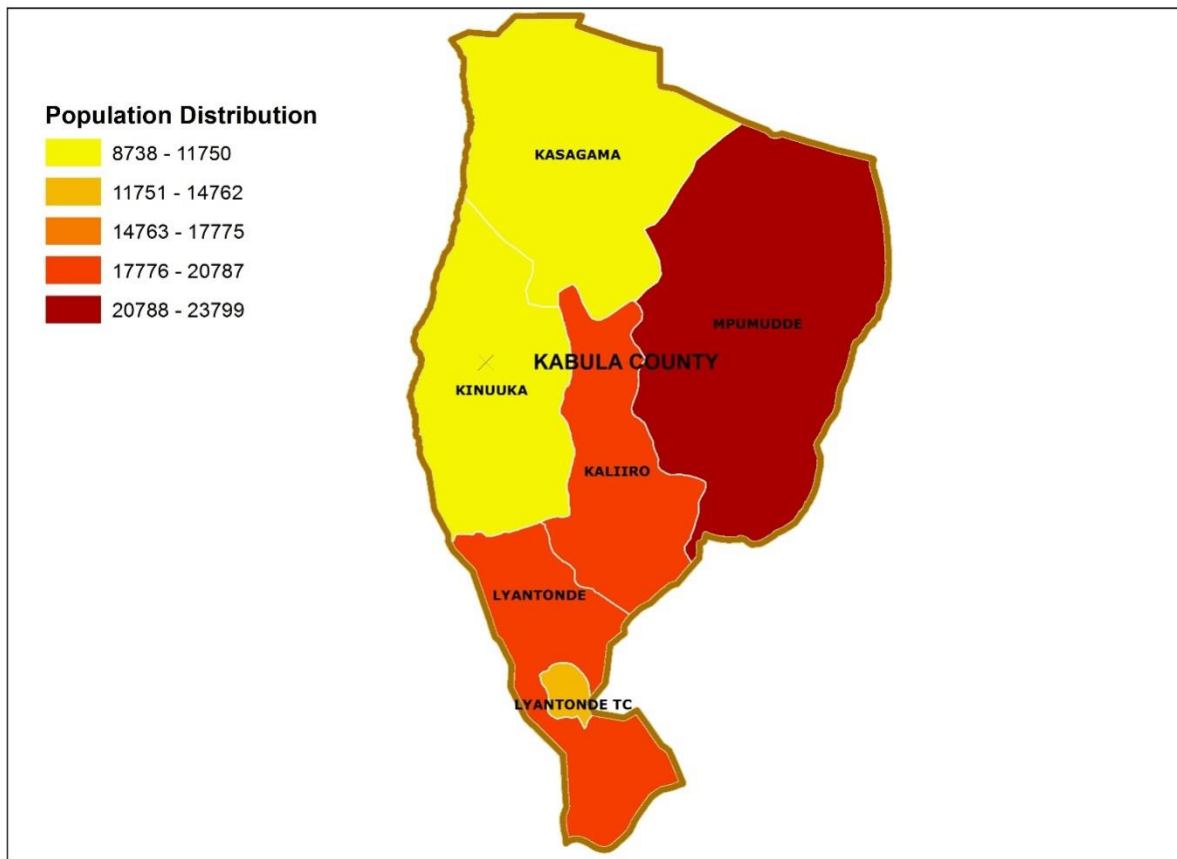 Population Distribution
8738 - 11750
11751 - 14762
14763 - 17775
17776 - 20787
20788 - 23799
KASAGAMA
MPUMUDDE
KABULA COUNTY
KINUUKA
KALIIRO
LYANTONDE
LYANTONDE TC